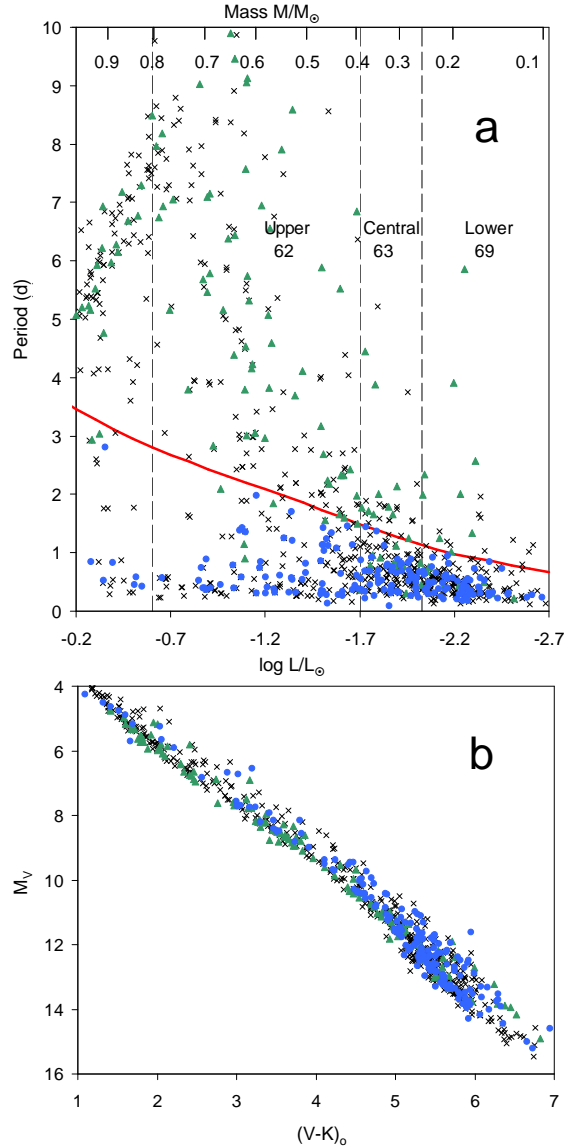 Mass M/M☉
10
0.9 0.8 0.7 0.6 0.5 0.4 0.3 0.2 0.1
9
a
8
7
Upper Central Lower
62 63 69
6
Period (d)
5
4
3
2
1
0
-0.2 -0.7 -1.2 -1.7 -2.2 -2.7
log L/L☉
4
b
6
8
M_V
10
12
14
16
1 2 3 4 5 6 7
(V-K)o